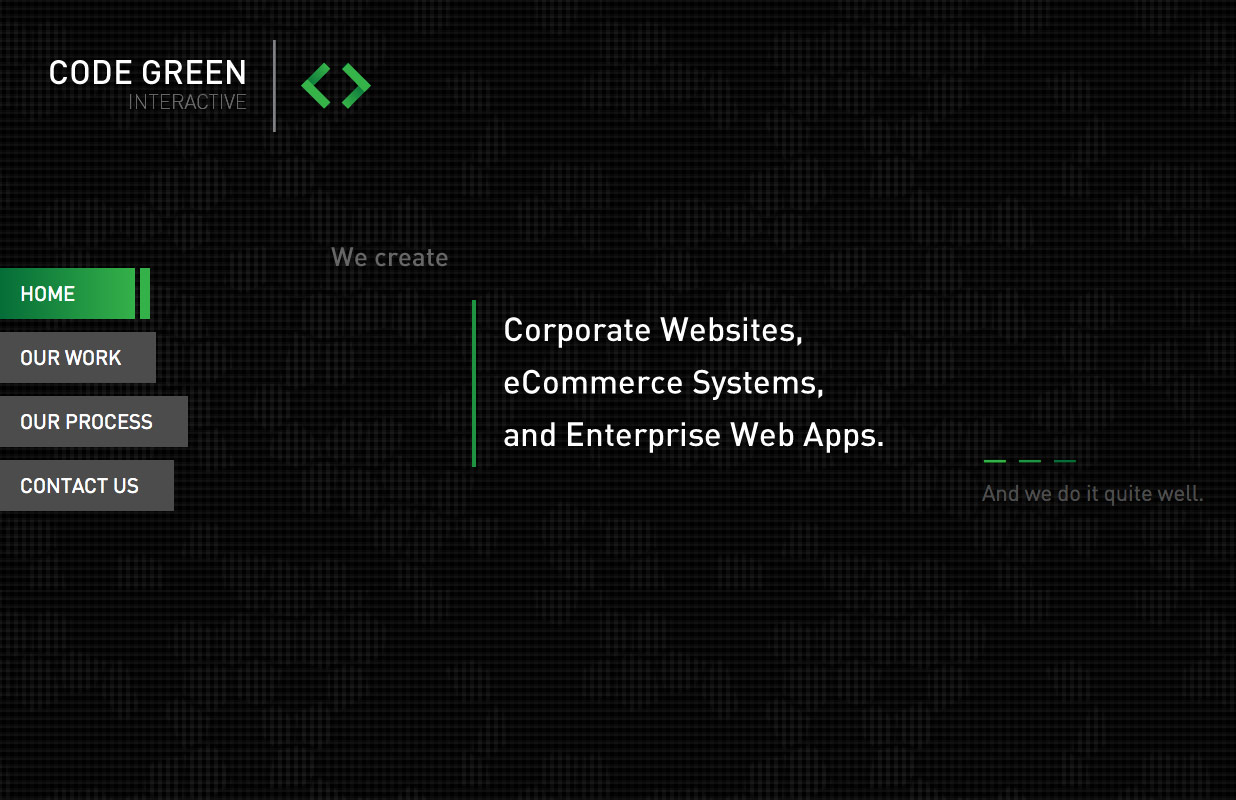 CODE GREEN
INTERACTIVE
We create
HOME
OUR WORK
OUR PROCESS
CONTACT US
Corporate Websites,
eCommerce Systems,
and Enterprise Web Apps.
And we do it quite well.